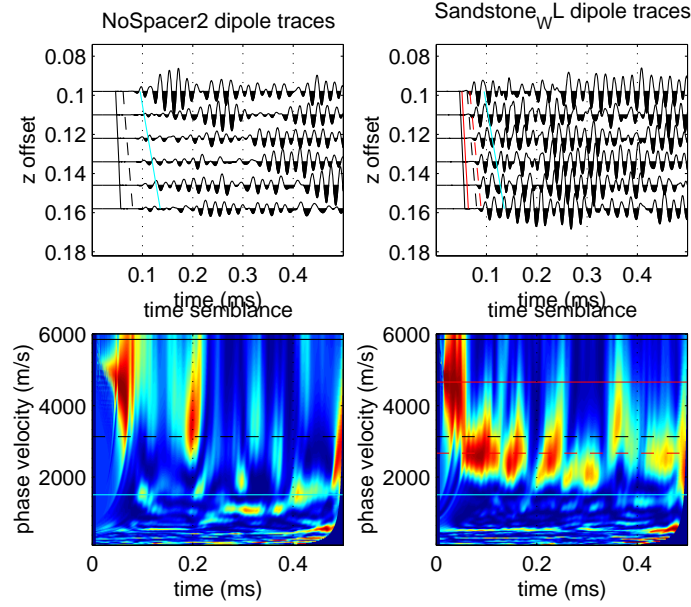 NoSpacer2 dipole traces
0.08
0.1
0.12
0.14
0.16
0.18
z offset
0.1 0.2 0.3 0.4
time (ms)
Sandstone_WL dipole traces
0.08
0.1
0.12
0.14
0.16
0.18
z offset
0.1 0.2 0.3 0.4
time (ms)
time semblance
6000
4000
2000
phase velocity (m/s)
0 0.2 0.4
time (ms)
time semblance
6000
4000
2000
phase velocity (m/s)
0 0.2 0.4
time (ms)